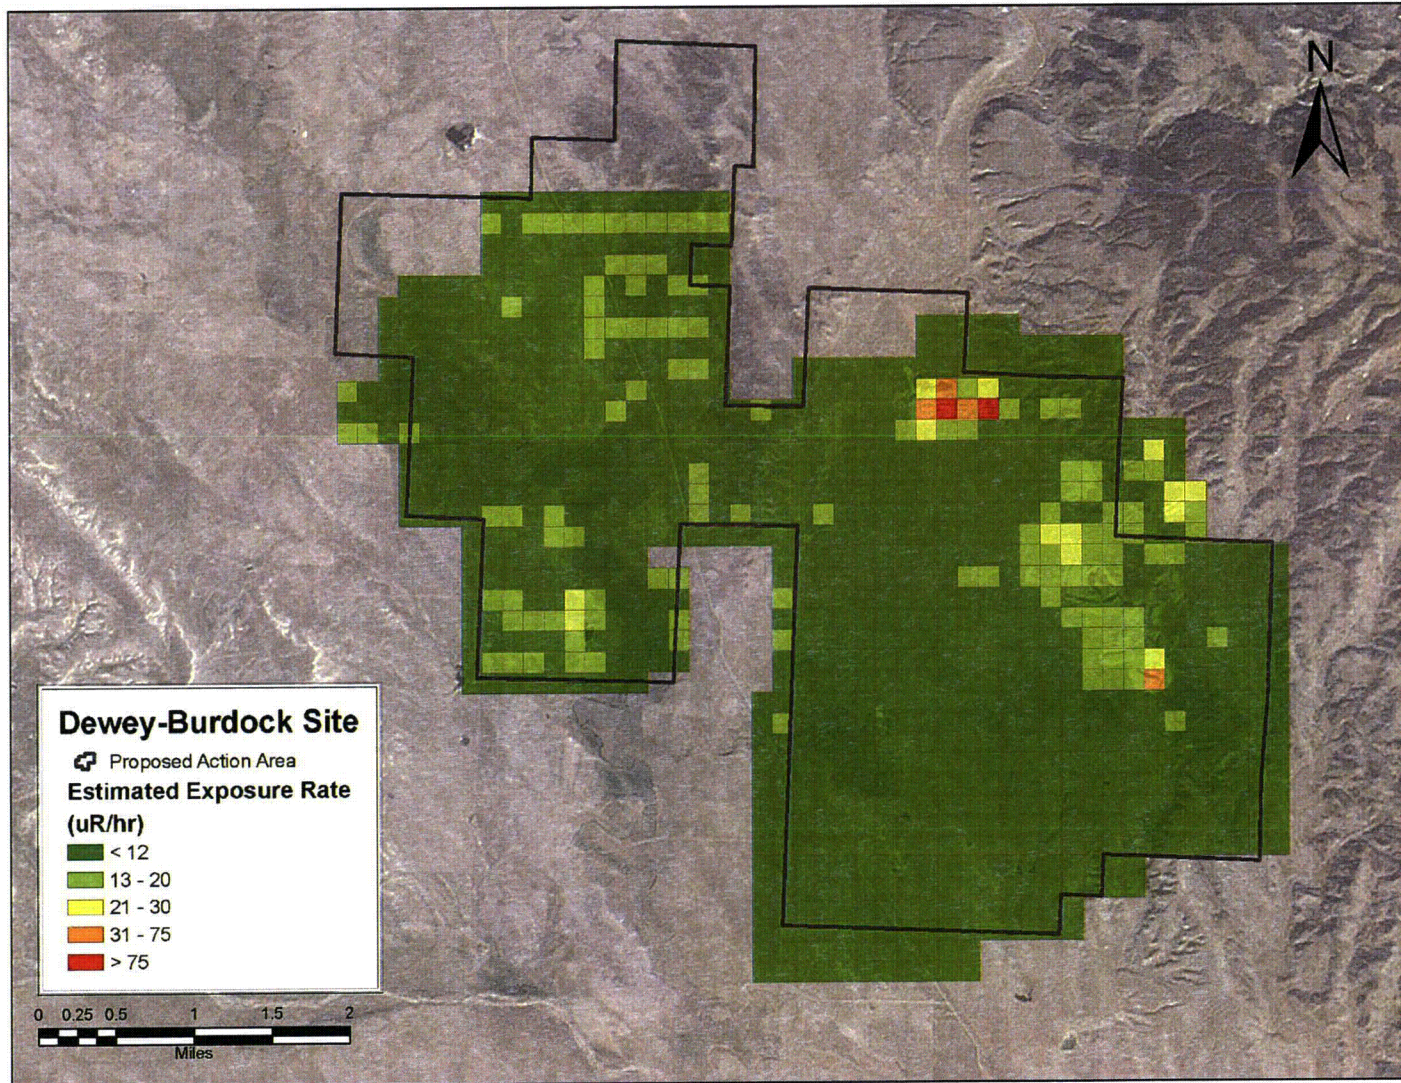 N
Dewey-Burdock Site
Proposed Action Area
Estimated Exposure Rate
(uR/hr)
< 12
13 - 20
21 - 30
31 - 75
> 75
0 0.25 0.5 1 1.5 2
Miles